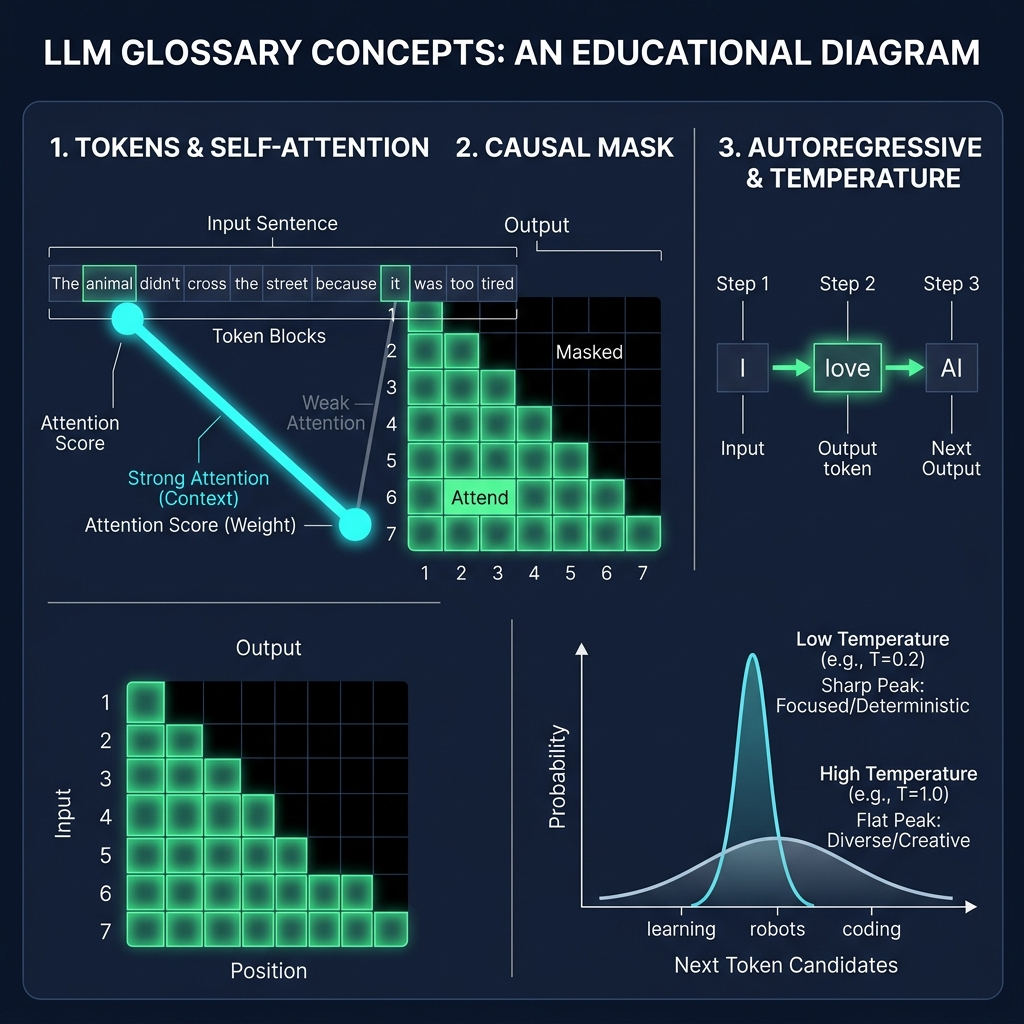 LLM GLOSSARY CONCEPTS: AN EDUCATIONAL DIAGRAM
1. TOKENS & SELF-ATTENTION
Input Sentence
The animal didn't cross the street because it was too tired
Token Blocks
Attention
Score
Weak
Attention
Strong Attention
(Context)
Attention Score (Weight)
2. CAUSAL MASK
Output
1
2
3
4
5
6
7
Masked
Attend
1 2 3 4 5 6 7
3. AUTOREGRESSIVE
& TEMPERATURE
Step 1 Step 2 Step 3
I love AI
Input
Output
token
Next
Output
Output
Input
1
2
3
4
5
6
7
Position
Low Temperature
(e.g., T=0.2)
Sharp Peak:
Focused/Deterministic
High Temperature
(e.g., T=1.0)
Flat Peak:
Diverse/Creative
Probability
learning robots coding
Next Token Candidates